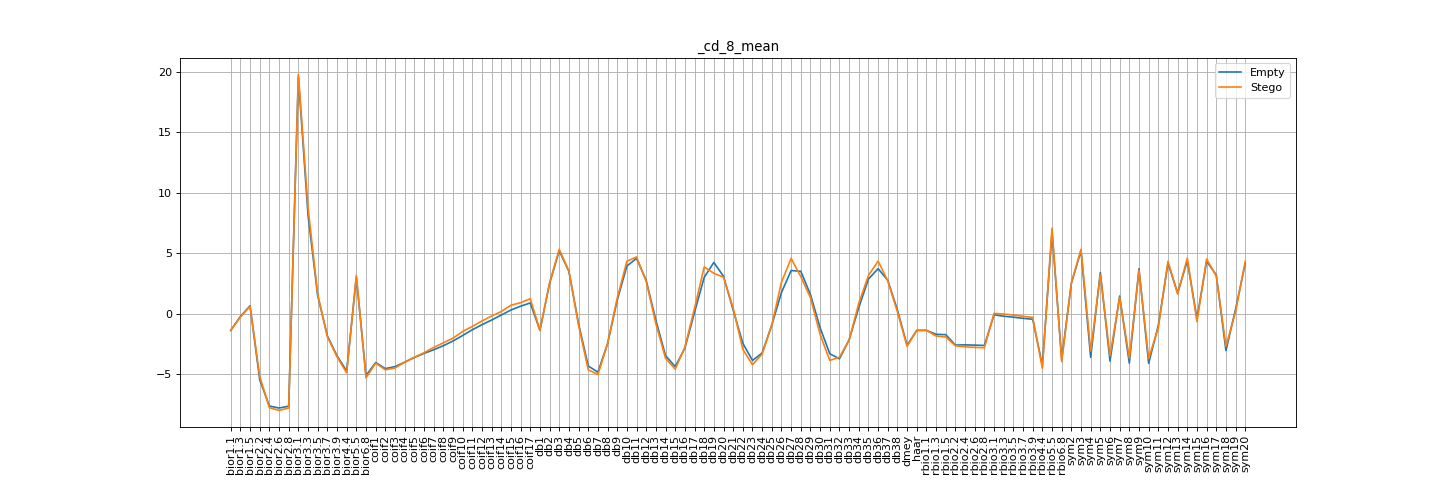 _cd_8_mean
Empty
Stego
20
15
10
5
0
−5
bior1.1
bior1.3
bior1.5
bior2.2
bior2.4
bior2.6
bior2.8
bior3.1
bior3.3
bior3.5
bior3.7
bior3.9
bior4.4
bior5.5
bior6.8
coif1
coif2
coif3
coif4
coif5
coif6
coif7
coif8
coif9
coif10
coif11
coif12
coif13
coif14
coif15
coif16
coif17
db1
db2
db3
db4
db5
db6
db7
db8
db9
db10
db11
db12
db13
db14
db15
db16
db17
db18
db19
db20
db21
db22
db23
db24
db25
db26
db27
db28
db29
db30
db31
db32
db33
db34
db35
db36
db37
db38
dmey
haar
rbio1.1
rbio1.3
rbio1.5
rbio2.2
rbio2.4
rbio2.6
rbio2.8
rbio3.1
rbio3.3
rbio3.5
rbio3.7
rbio3.9
rbio4.4
rbio5.5
rbio6.8
sym2
sym3
sym4
sym5
sym6
sym7
sym8
sym9
sym10
sym11
sym12
sym13
sym14
sym15
sym16
sym17
sym18
sym19
sym20